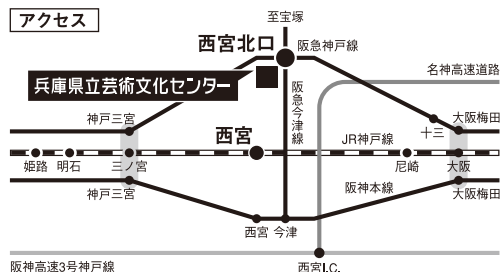 アクセス
至宝塚
西宮北口
阪急神戸線
兵庫県立芸術文化センター
名神高速道路
阪急今津線
神戸三宮
十三
大阪梅田
西宮
JR神戸線
姫路
明石
三ノ宮
尼崎
大阪
神戸三宮
阪神本線
大阪梅田
西宮
今津
阪神高速3号神戸線
西宮I.C.